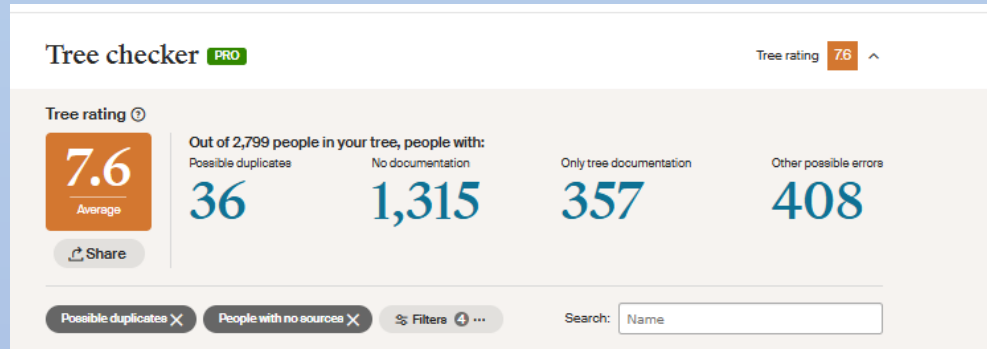 Tree checker PRO
Tree rating 7.6
Tree rating
7.6
Average
Share
Out of 2,799 people in your tree, people with:
Possible duplicates
36
No documentation
1,315
Only tree documentation
357
Other possible errors
408
Possible duplicates
People with no sources
Filters 4 ...
Search: Name